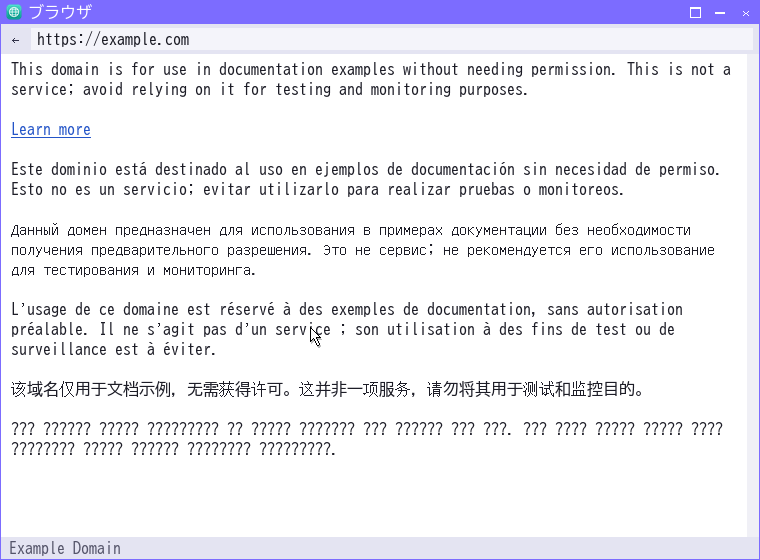 ブラウザ
← https://example.com
This domain is for use in documentation examples without needing permission. This is not a
service; avoid relying on it for testing and monitoring purposes.
Learn more
Este dominio está destinado al uso en ejemplos de documentación sin necesidad de permiso.
Esto no es un servicio; evitar utilizarlo para realizar pruebas o monitoreos.
Данный домен предназначен для использования в примерах документации без необходимости
получения предварительного разрешения. Это не сервис; не рекомендуется его использование
для тестирования и мониторинга.
L'usage de ce domaine est réservé à des exemples de documentation, sans autorisation
préalable. Il ne s'agit pas d'un service ; son utilisation à des fins de test ou de
surveillance est à éviter.
该域名仅用于文档示例，无需获得许可。这并非一项服务，请勿将其用于测试和监控目的。
??? ?????? ????? ????????? ?? ????? ??????? ??? ?????? ??? ???. ??? ???? ????? ????? ????
???????? ????? ?????? ???????? ?????????.
Example Domain